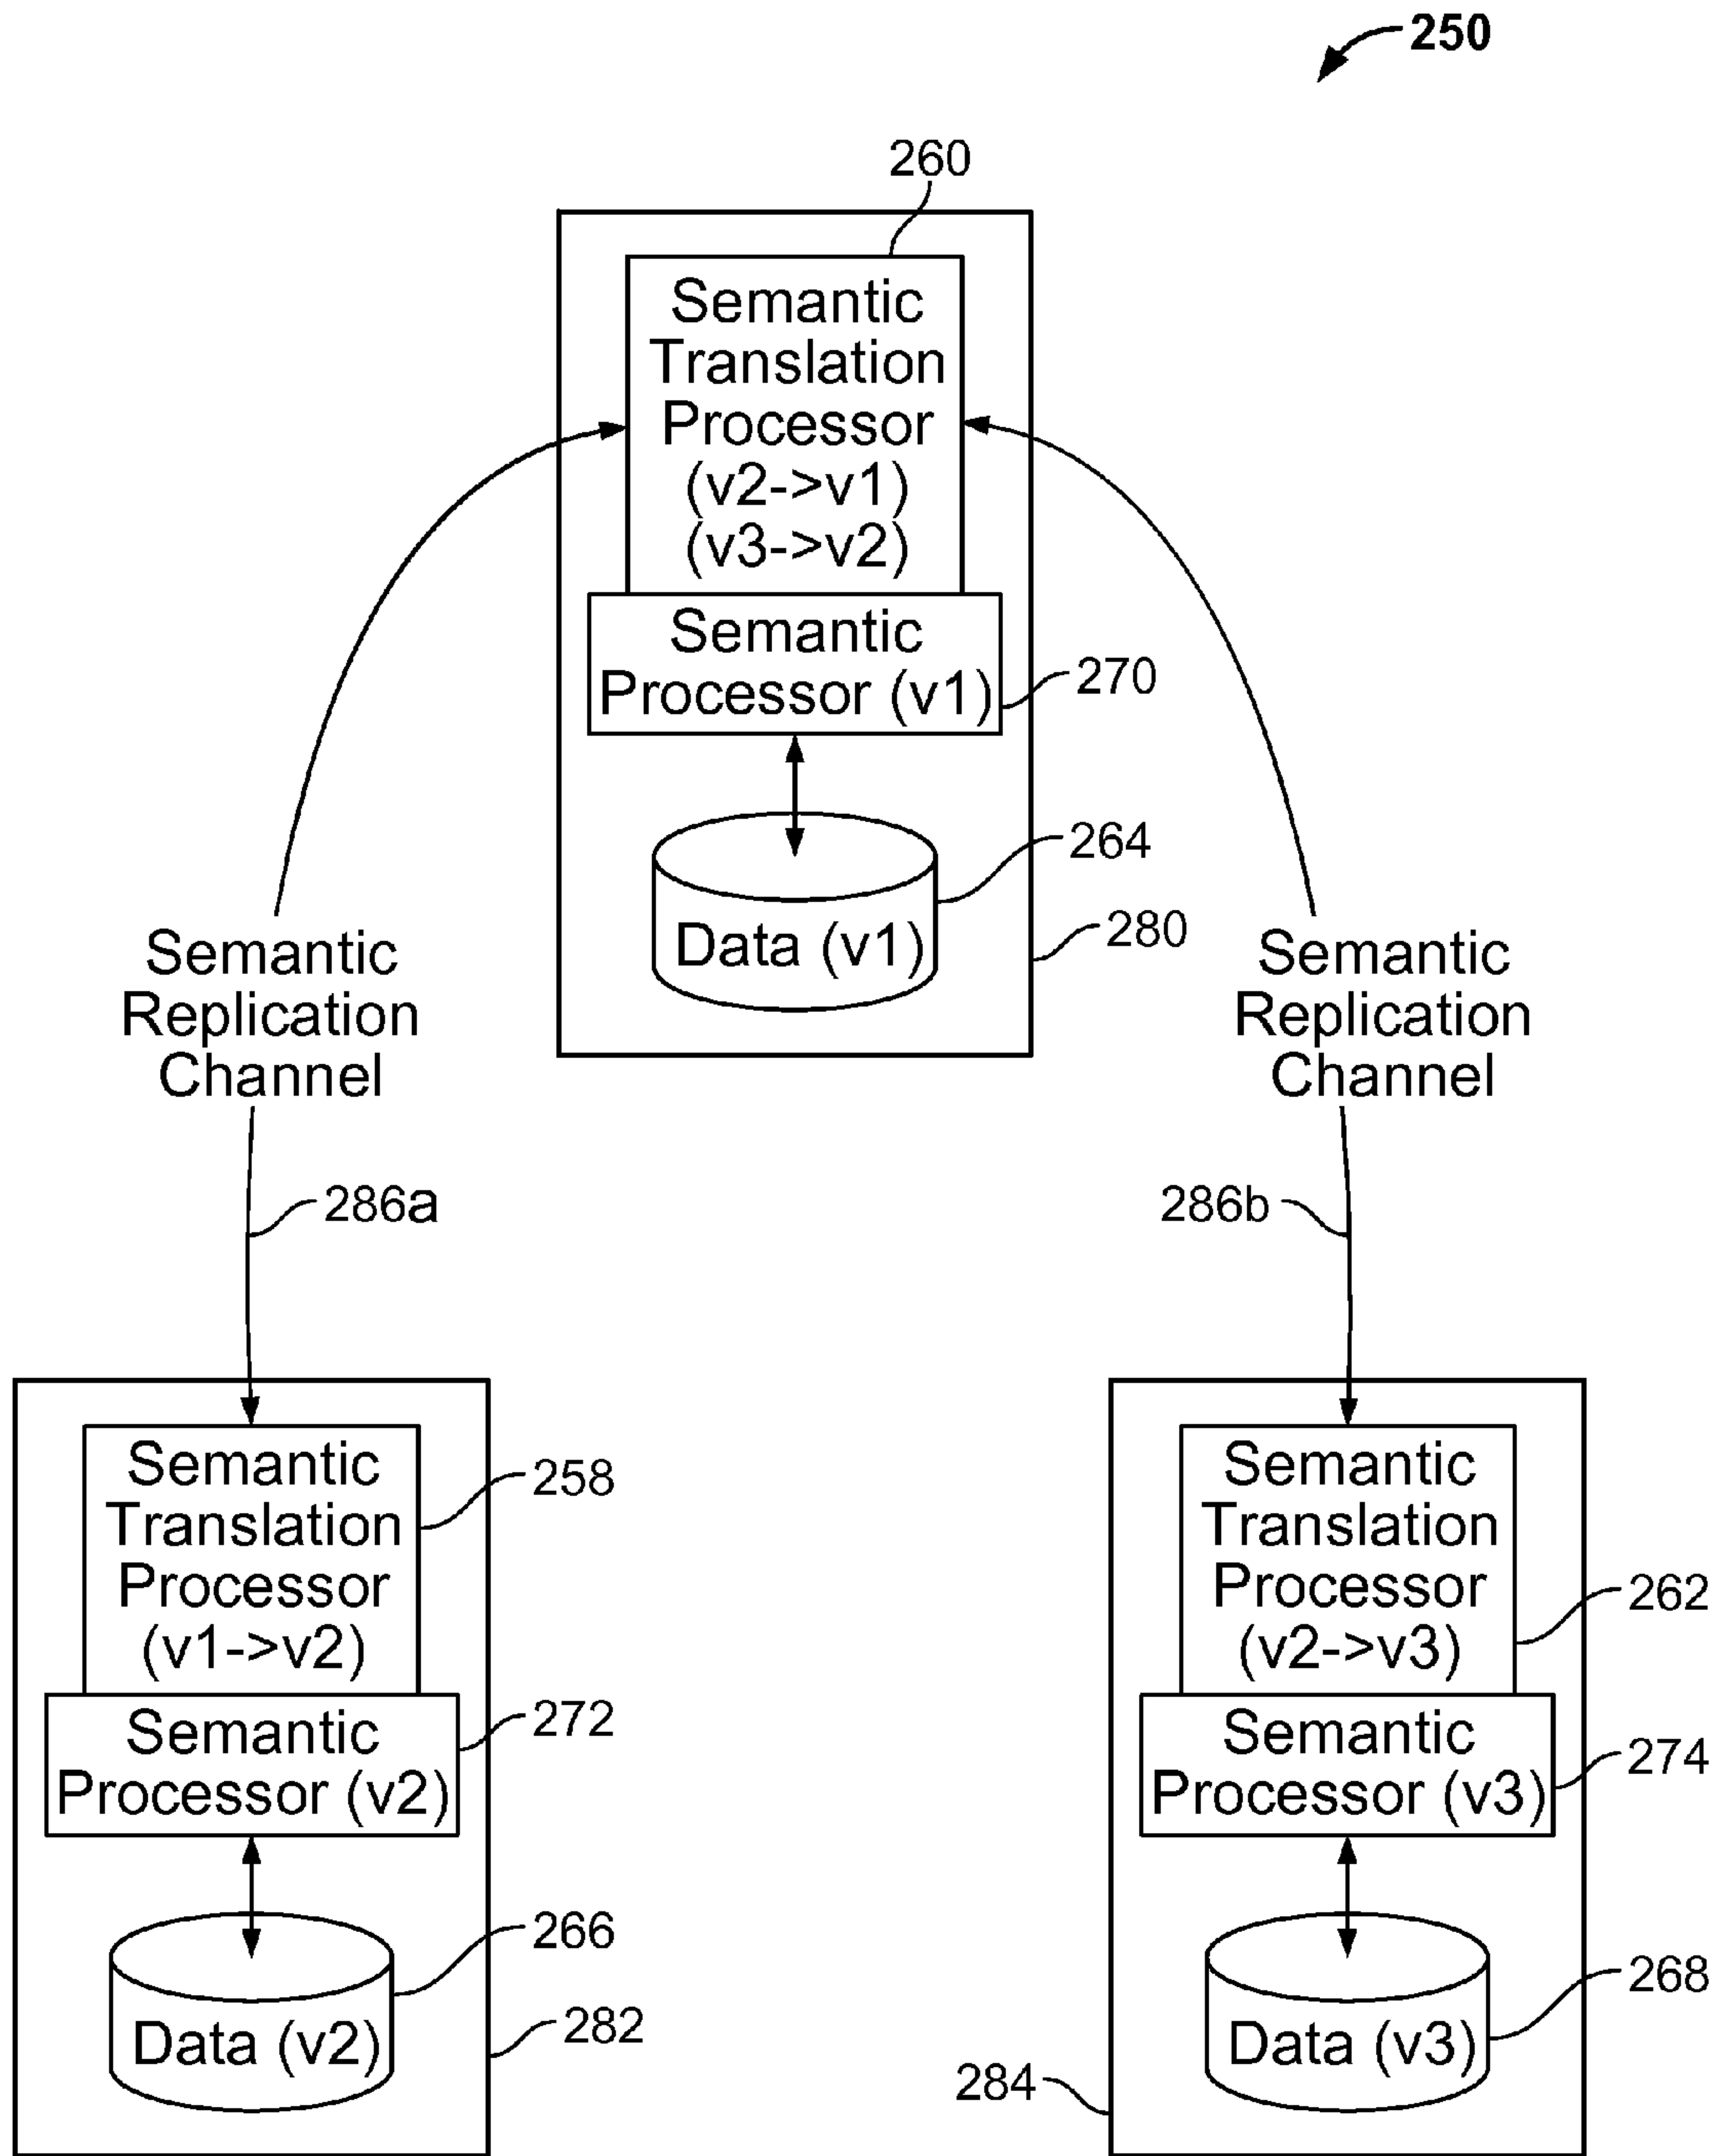 250
260
Semantic
Translation
Processor
(v2->v1)
(v3->v2)
Semantic
Processor (v1)
270
264
Data (v1)
280
Semantic
Replication
Channel
Semantic
Replication
Channel
286a
286b
Semantic
Translation
Processor
(v1->v2)
258
Semantic
Processor (v2)
272
266
Data (v2)
282
Semantic
Translation
Processor
(v2->v3)
262
Semantic
Processor (v3)
274
268
Data (v3)
284